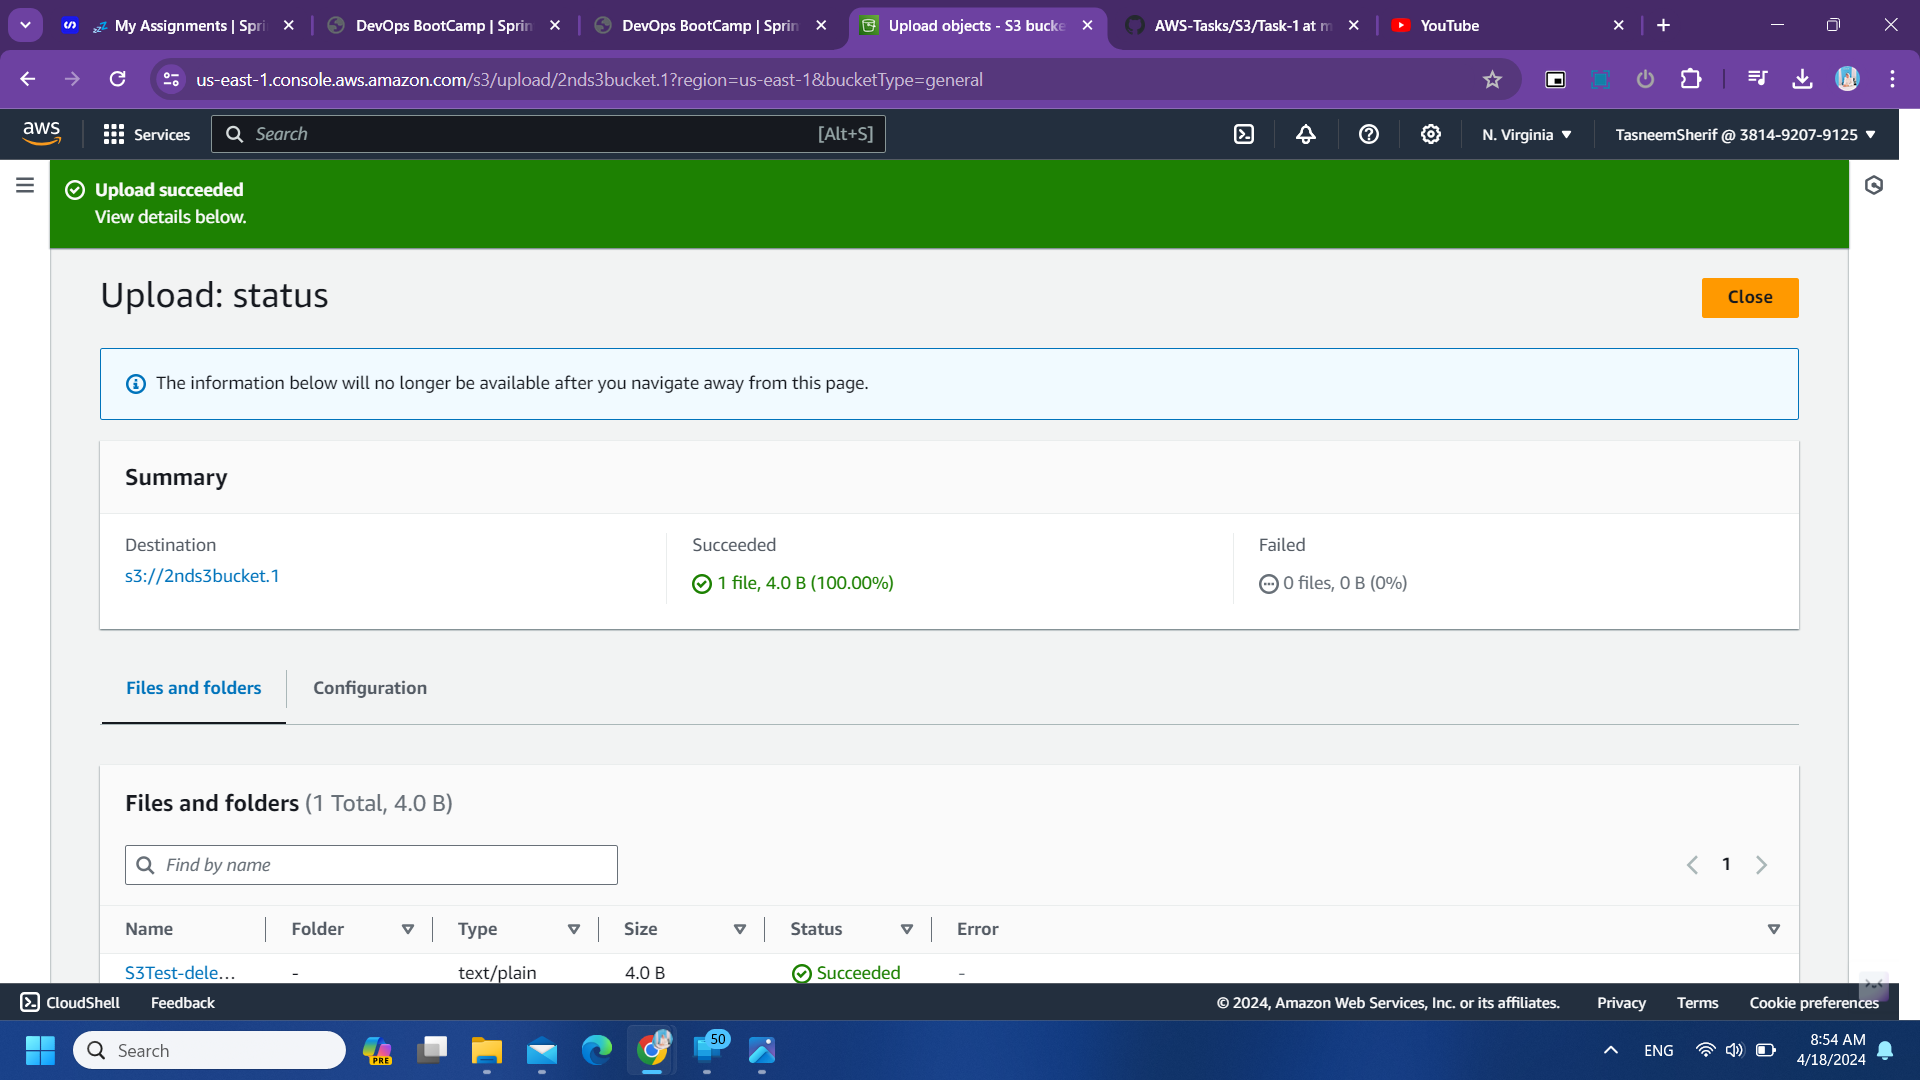 My Assignments | Spri
DevOps BootCamp | Sprin
DevOps BootCamp | Sprin
Upload objects - S3 bucke
AWS-Tasks/S3/Task-1 at m
YouTube
us-east-1.console.aws.amazon.com/s3/upload/2nds3bucket.1?region=us-east-1&bucketType=general
aws
Services
Search
[Alt+S]
N. Virginia
TasneemSherif @ 3814-9207-9125
Upload succeeded
View details below.
Upload: status
Close
The information below will no longer be available after you navigate away from this page.
Summary
Destination
s3://2nds3bucket.1
Succeeded
1 file, 4.0 B (100.00%)
Failed
0 files, 0 B (0%)
Files and folders
Configuration
Files and folders (1 Total, 4.0 B)
Find by name
1
Name
Folder
Type
Size
Status
Error
S3Test-dele...
-
text/plain
4.0 B
Succeeded
-
CloudShell
Feedback
© 2024, Amazon Web Services, Inc. or its affiliates.
Privacy
Terms
Cookie preferences
Search
PRE
50
ENG
8:54 AM
4/18/2024